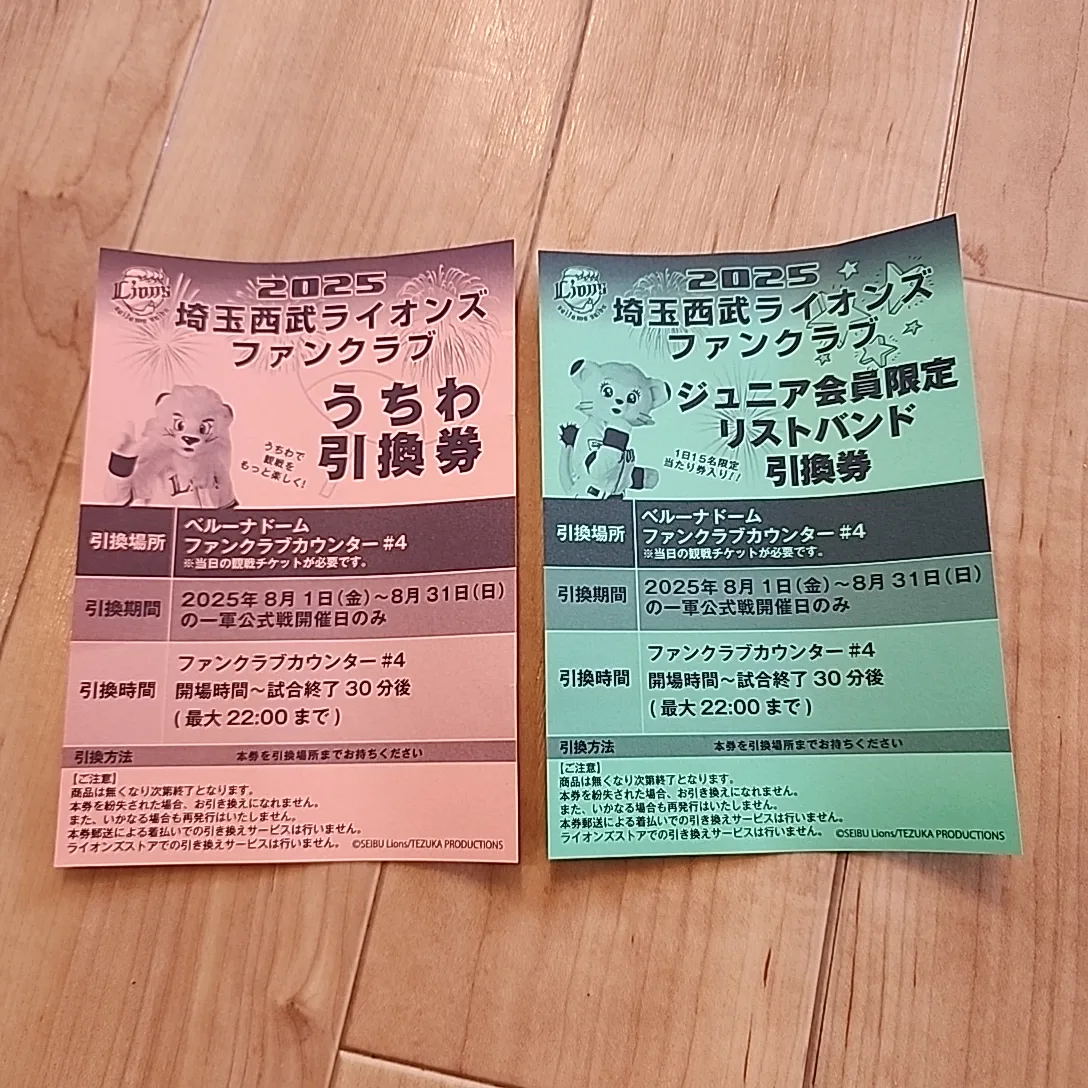 Lions
saitama seibu
2025
埼玉西武ライオンズ
ファンクラブ
うちわ
引換券
うちわで
観戦を
もっと楽しく!
引換場所
ベルーナドーム
ファンクラブカウンター #4
※当日の観戦チケットが必要です。
引換期間
2025年 8月 1日(金)～8月 31日(日)
の一軍公式戦開催日のみ
引換時間
ファンクラブカウンター #4
開場時間～試合終了 30 分後
( 最大 22:00 まで )
引換方法
本券を引換場所までお持ちください
【ご注意】
商品は無くなり次第終了となります。
本券を紛失された場合、お引き換えになれません。
また、いかなる場合も再発行はいたしません。
本券郵送による着払いでの引き換えサービスは行いません。
ライオンズストアでの引き換えサービスは行いません。
©SEIBU Lions/TEZUKA PRODUCTIONS
Lions
saitama seibu
2025
埼玉西武ライオンズ
ファンクラブ
ジュニア会員限定
リストバンド
引換券
1日15名限定
当たり券入り!!
引換場所
ベルーナドーム
ファンクラブカウンター #4
※当日の観戦チケットが必要です。
引換期間
2025年 8月 1日(金)～8月 31日(日)
の一軍公式戦開催日のみ
引換時間
ファンクラブカウンター #4
開場時間～試合終了 30 分後
( 最大 22:00 まで )
引換方法
本券を引換場所までお持ちください
【ご注意】
商品は無くなり次第終了となります。
本券を紛失された場合、お引き換えになれません。
また、いかなる場合も再発行はいたしません。
本券郵送による着払いでの引き換えサービスは行いません。
ライオンズストアでの引き換えサービスは行いません。
©SEIBU Lions/TEZUKA PRODUCTIONS